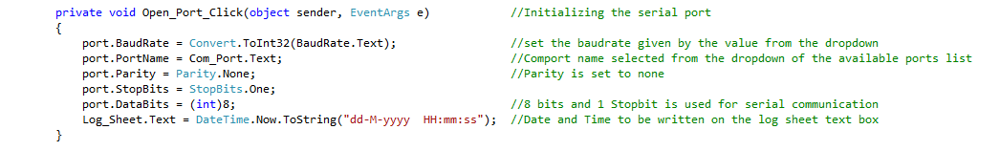 private void Open_Port_Click(object sender, EventArgs e) //Initializing the serial port
{
port.BaudRate = Convert.ToInt32(BaudRate.Text); //set the baudrate given by the value from the dropdown
port.PortName = Com_Port.Text; //Comport name selected from the dropdown of the available ports list
port.Parity = Parity.None; //Parity is set to none
port.StopBits = StopBits.One;
port.DataBits = (int)8; //8 bits and 1 Stopbit is used for serial communication
Log_Sheet.Text = DateTime.Now.ToString("dd-M-yyyy  HH:mm:ss"); //Date and Time to be written on the log sheet text box
}